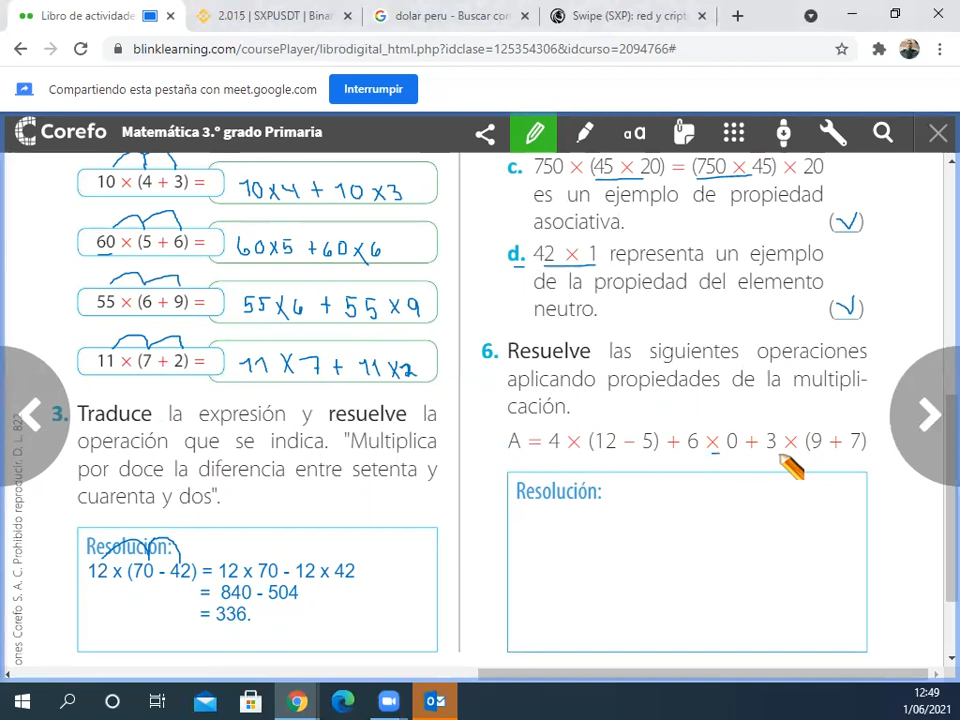 Libro de actividade
2.015 | SXPUSDT | Binan
dolar peru - Buscar con
Swipe (SXP): red y cript
blinklearning.com/coursePlayer/librodigital_html.php?idclase=125354306&idcurso=2094766#
Compartiendo esta pestaña con meet.google.com
Interrumpir
Corefo Matemática 3.º grado Primaria
10 × (4 + 3) = 10x4 + 10x3
60 × (5 + 6) = 60x5 + 60x6
55 × (6 + 9) = 55x6 + 55x9
11 × (7 + 2) = 11x7 + 11x2
3. Traduce la expresión y resuelve la
operación que se indica. "Multiplica
por doce la diferencia entre setenta y
cuarenta y dos".
Resolución:
12 x (70 - 42) = 12 x 70 - 12 x 42
= 840 - 504
= 336.
ones Corefo S. A. C. Prohibido reproducir. D. L. 822
c. 750 × (45 × 20) = (750 × 45) × 20
es un ejemplo de propiedad
asociativa. (√)
d. 42 × 1 representa un ejemplo
de la propiedad del elemento
neutro. (√)
6. Resuelve las siguientes operaciones
aplicando propiedades de la multipli-
cación.
A = 4 × (12 − 5) + 6 × 0 + 3 × (9 + 7)
Resolución:
12:49
1/06/2021